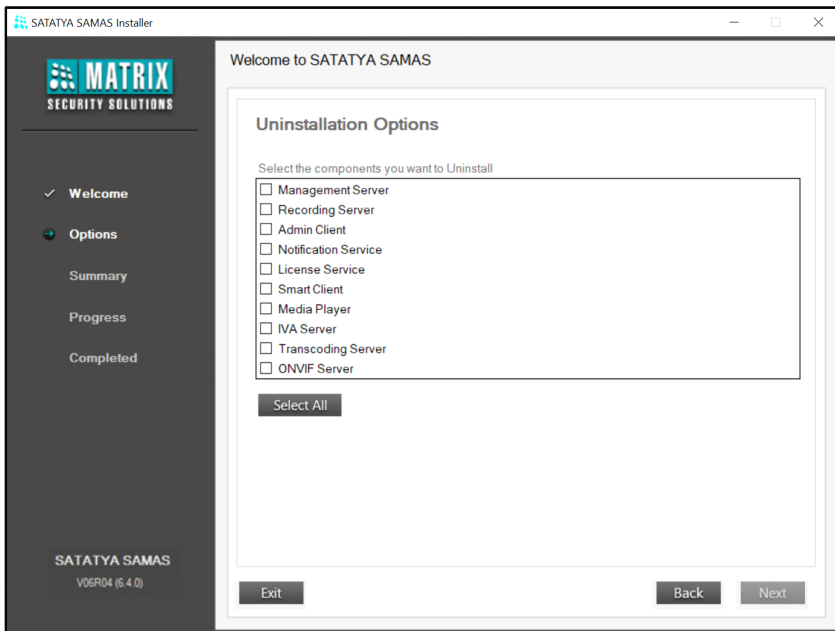 SATATYA SAMAS Installer
MATRIX
SECURITY SOLUTIONS
Welcome
Options
Summary
Progress
Completed
SATATYA SAMAS
V06R04 (6.4.0)
Welcome to SATATYA SAMAS
Uninstallation Options
Select the components you want to Uninstall
Management Server
Recording Server
Admin Client
Notification Service
License Service
Smart Client
Media Player
IVA Server
Transcoding Server
ONVIF Server
Select All
Exit
Back
Next